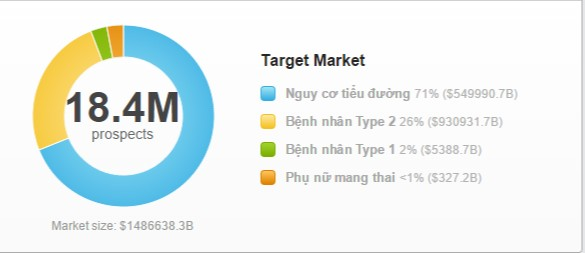 18.4M
prospects
Market size: $1486638.3B
Target Market
Nguy cơ tiểu đường 71% ($549990.7B)
Bệnh nhân Type 2 26% ($930931.7B)
Bệnh nhân Type 1 2% ($5388.7B)
Phụ nữ mang thai <1% ($327.2B)